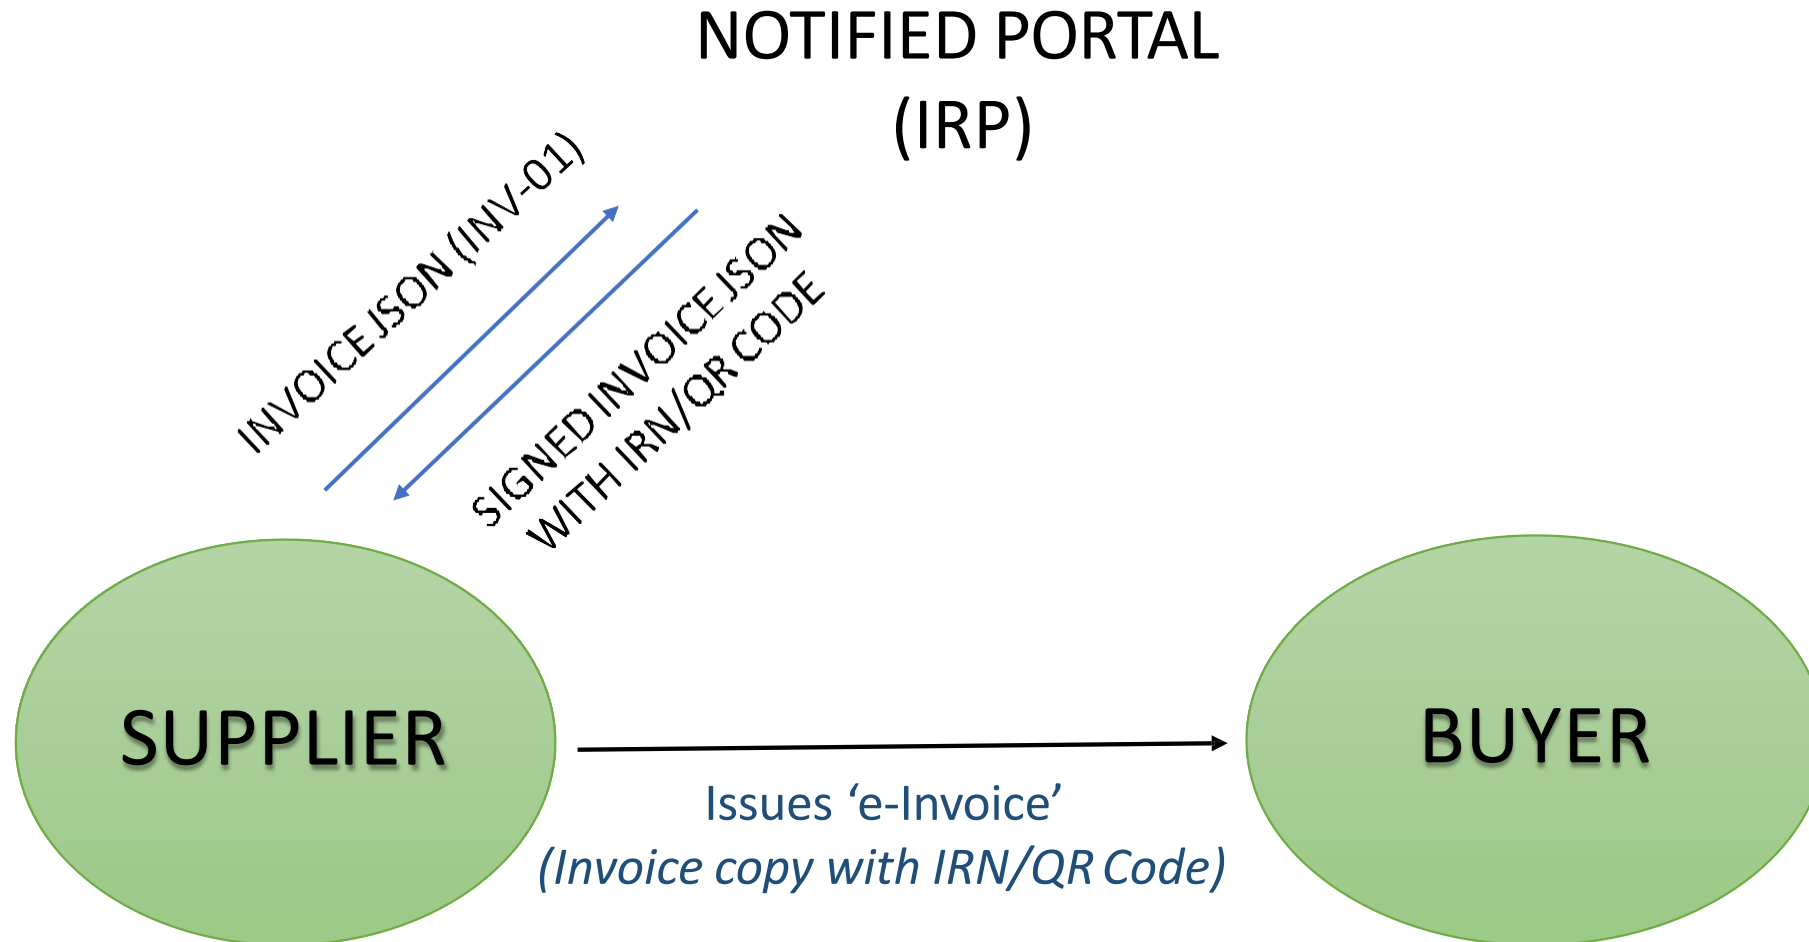 NOTIFIED PORTAL
(IRP)
INVOICE JSON (INV-01)
SIGNED INVOICE JSON
WITH IRN/QR CODE
SUPPLIER
BUYER
Issues ‘e-Invoice’
(Invoice copy with IRN/QR Code)